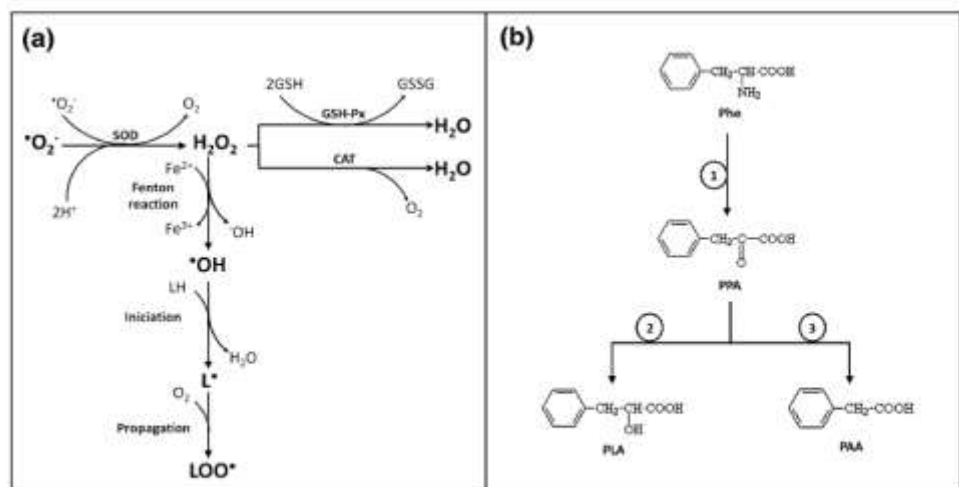 (a)
•O₂⁻
O₂
2GSH
GSSG
SOD
GSH-Px
•O₂⁻
H₂O₂
H₂O
CAT
H₂O
2H⁺
Fe²⁺
Fenton
reaction
O₂
Fe³⁺
⁻OH
•OH
LH
Iniciation
H₂O
L•
O₂
Propagation
LOO•
(b)
CH₂-CH-COOH
NH₂
Phe
1
CH₂-C-COOH
O
PPA
2
3
CH₂-CH-COOH
OH
PLA
CH₂-COOH
PAA